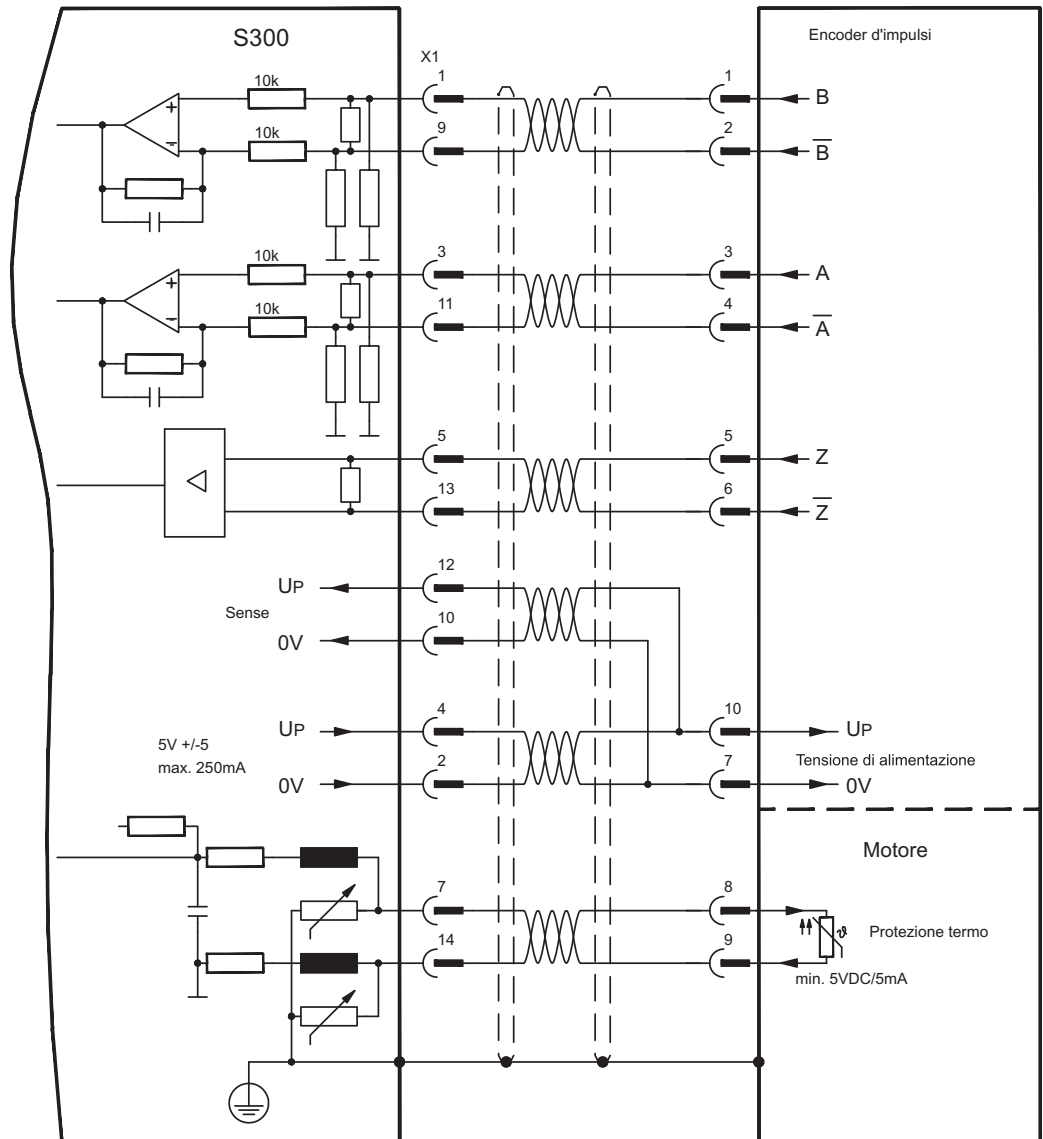 S300
Encoder d'impulsi
X1
10k
1
1
B
10k
9
2
B̅
10k
3
3
A
10k
11
4
A̅
5
5
Z
13
6
Z̅
UP
12
Sense
0V
10
UP
4
10
UP
5V +/-5
max. 250mA
Tensione di alimentazione
0V
2
7
0V
Motore
7
8
ϑ
Protezione termo
14
9
min. 5VDC/5mA